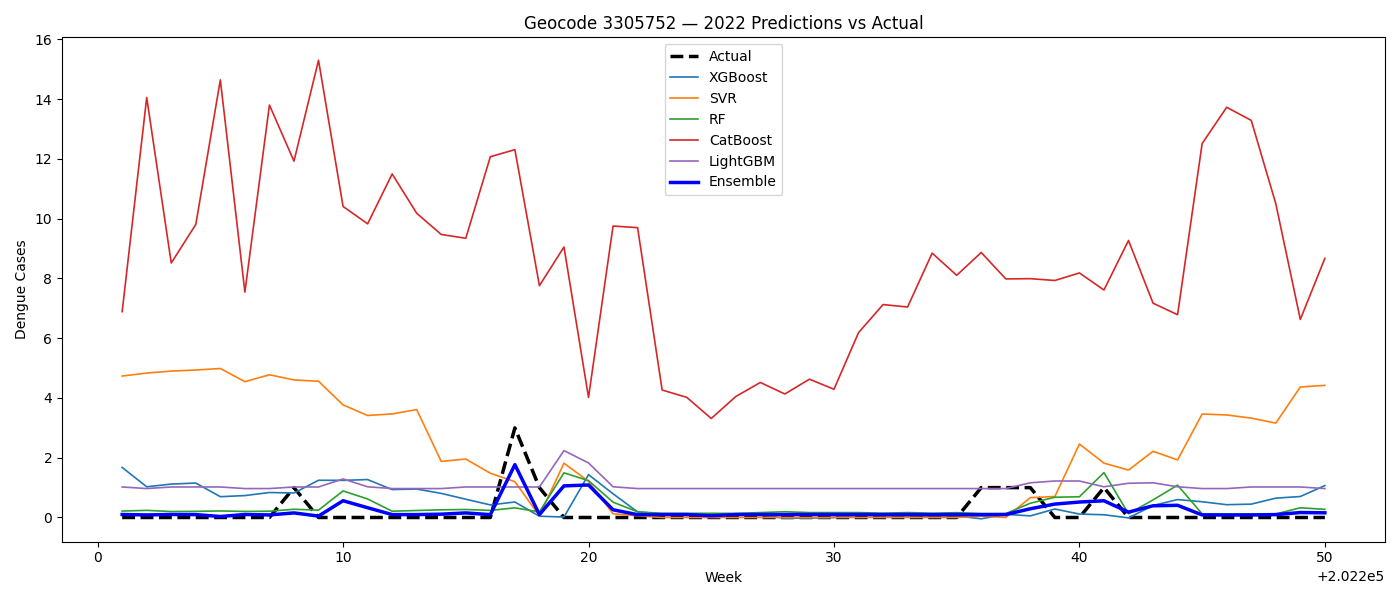 Geocode 3305752 — 2022 Predictions vs Actual
Dengue Cases
16
14
12
10
8
6
4
2
0
Actual
XGBoost
SVR
RF
CatBoost
LightGBM
Ensemble
0 10 20 30 40 50
+2.022e5
Week